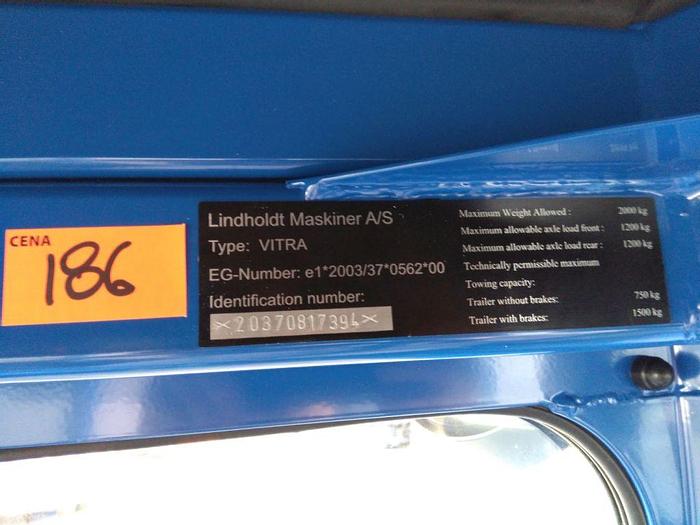 CENA
186
Lindholdt Maskiner A/S
Type: VITRA
EG-Number: e1*2003/37*0562*00
Identification number:
×20370817394×
Maximum Weight Allowed : 2000 kg
Maximum allowable axle load front : 1200 kg
Maximum allowable axle load rear : 1200 kg
Technically permissible maximum
Towing capacity:
Trailer without brakes: 750 kg
Trailer with brakes: 1500 kg